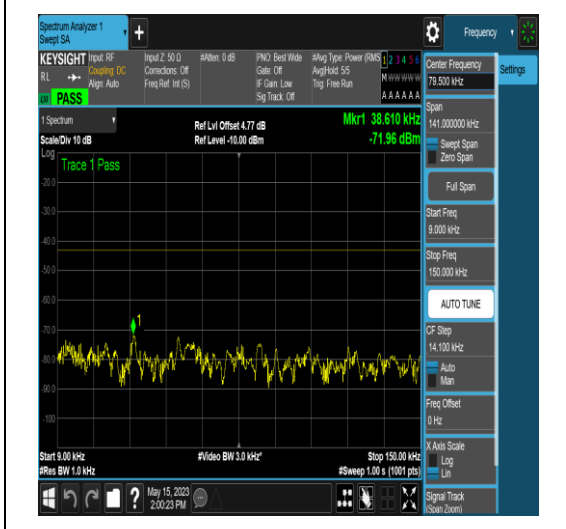 Spectrum Analyzer 1
Swept SA
+
Frequency
KEYSIGHT
RL
Input: RF
Coupling: DC
Align: Auto
Input Z: 50 Ω
Corrections: Off
Freq Ref: Int (S)
#Atten: 0 dB
PNO: Best Wide
Gate: Off
IF Gain: Low
Sig Track: Off
#Avg Type: Power (RMS
Avg|Hold: 5/5
Trig: Free Run
1 2 3 4 5 6
M W W W W W
A A A A A A
PASS
1 Spectrum
Scale/Div 10 dB
Ref Lvl Offset 4.77 dB
Ref Level -10.00 dBm
Mkr1 38.610 kHz
-71.96 dBm
Log
Trace 1 Pass
-20.0
-30.0
-40.0
-50.0
-60.0
-70.0
-80.0
-90.0
-100
1
Start 9.00 kHz
#Res BW 1.0 kHz
#Video BW 3.0 kHz*
Stop 150.00 kHz
#Sweep 1.00 s (1001 pts)
?
May 15, 2023
2:00:23 PM
Center Frequency
79.500 kHz
Settings
Span
141.000000 kHz
Swept Span
Zero Span
Full Span
Start Freq
9.000 kHz
Stop Freq
150.000 kHz
AUTO TUNE
CF Step
14.100 kHz
Auto
Man
Freq Offset
0 Hz
X Axis Scale
Log
Lin
Signal Track
(Span Zoom)